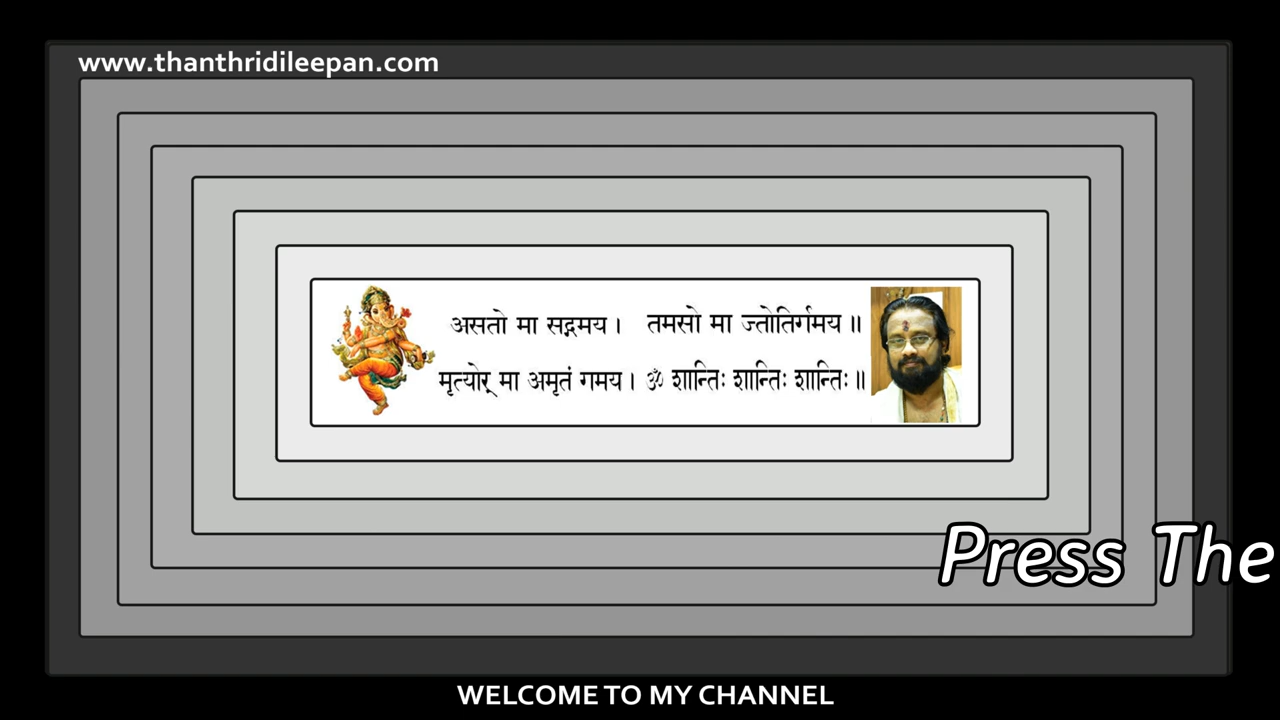 www.thanthridileepan.com
असतो मा सद्गमय। तमसो मा ज्तोतिर्गमय॥
मृत्योर् मा अमृतं गमय। ॐ शान्तिः शान्तिः शान्तिः॥
Press The
WELCOME TO MY CHANNEL